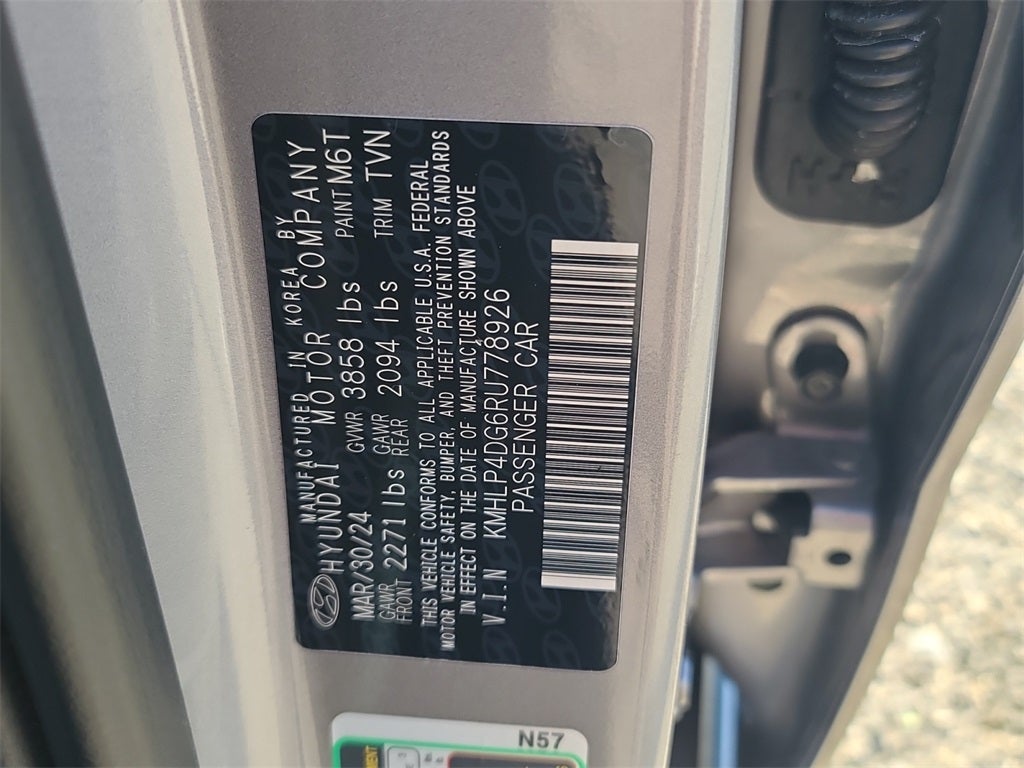 MANUFACTURED IN KOREA BY
HYUNDAI MOTOR COMPANY
MAR/30/24 GVWR 3858 lbs PAINT M6T
GAWR FRONT 2271 lbs GAWR REAR 2094 lbs TRIM TVN
THIS VEHICLE CONFORMS TO ALL APPLICABLE U.S.A. FEDERAL
MOTOR VEHICLE SAFETY, BUMPER, AND THEFT PREVENTION STANDARDS
IN EFFECT ON THE DATE OF MANUFACTURE SHOWN ABOVE
V.I.N KMHLP4DG6RU778926
PASSENGER CAR
N57